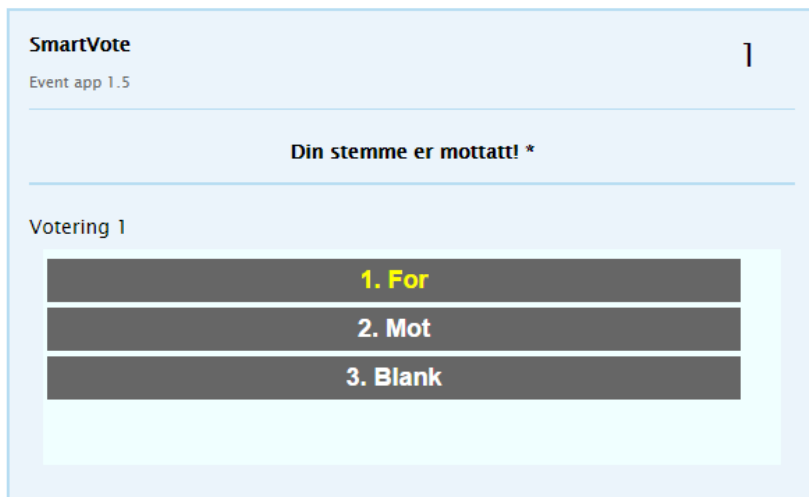 SmartVote
1
Event app 1.5
Din stemme er mottatt! *
Votering 1
1. For
2. Mot
3. Blank